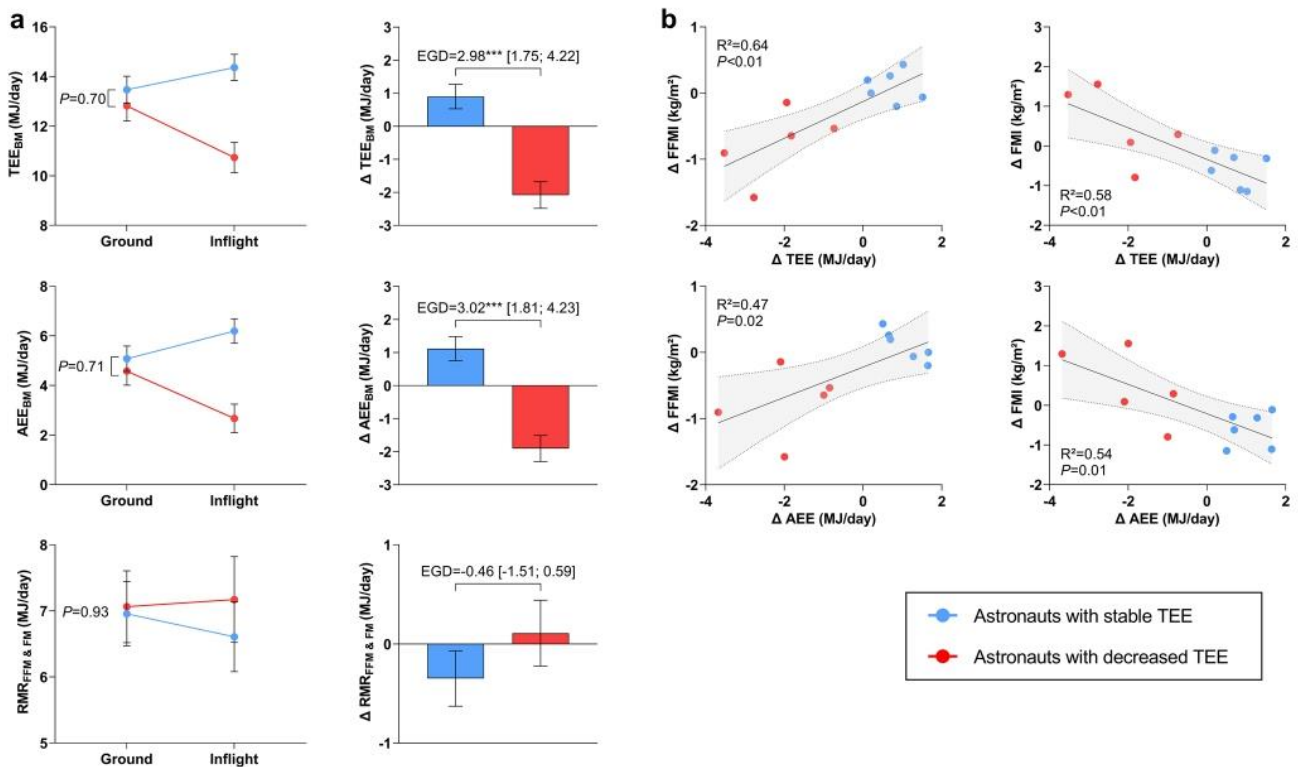 a
TEE_BM (MJ/day)
16
14
12
10
8
P=0.70
Ground
Inflight
Δ TEE_BM (MJ/day)
3
2
1
0
-1
-2
-3
EGD=2.98*** [1.75; 4.22]
AEE_BM (MJ/day)
8
6
4
2
0
P=0.71
Ground
Inflight
Δ AEE_BM (MJ/day)
3
2
1
0
-1
-2
-3
EGD=3.02*** [1.81; 4.23]
RMR_FFM & FM (MJ/day)
8
7
6
5
P=0.93
Ground
Inflight
Δ RMR_FFM & FM (MJ/day)
1
0
-1
EGD=-0.46 [-1.51; 0.59]
b
Δ FFMI (kg/m²)
1
0
-1
-2
R²=0.64
P<0.01
-4
-2
0
2
Δ TEE (MJ/day)
Δ FMI (kg/m²)
3
2
1
0
-1
-2
R²=0.58
P<0.01
-4
-2
0
2
Δ TEE (MJ/day)
Δ FFMI (kg/m²)
1
0
-1
-2
R²=0.47
P=0.02
-4
-2
0
2
Δ AEE (MJ/day)
Δ FMI (kg/m²)
3
2
1
0
-1
-2
R²=0.54
P=0.01
-4
-2
0
2
Δ AEE (MJ/day)
Astronauts with stable TEE
Astronauts with decreased TEE